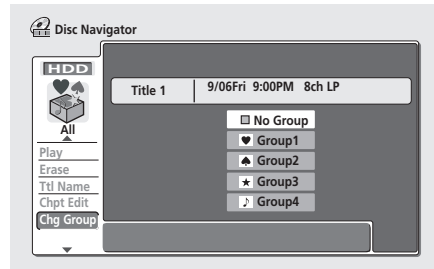 Disc Navigator
HDD
All
Play
Erase
Ttl Name
Chpt Edit
Chg Group
Title 1 9/06Fri 9:00PM 8ch LP
No Group
Group1
Group2
Group3
Group4